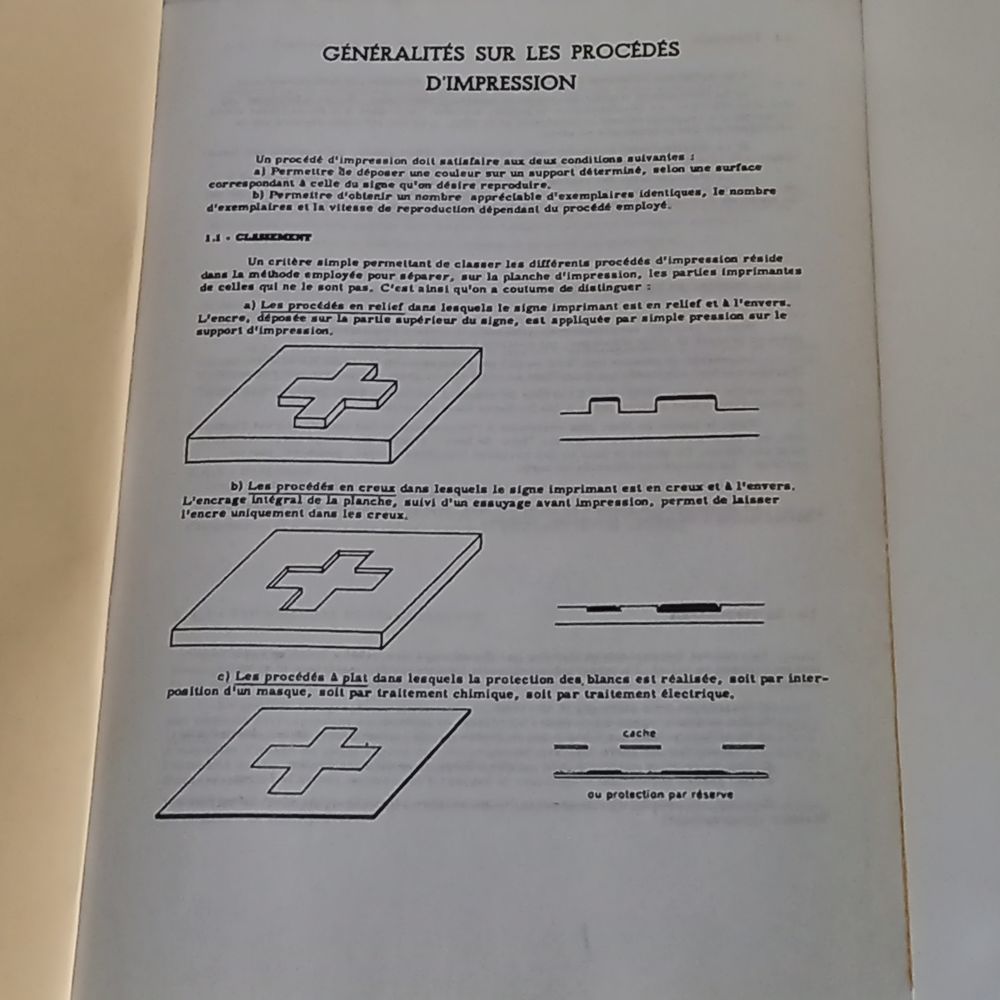 GÉNÉRALITÉS SUR LES PROCÉDÉS
D'IMPRESSION
Un procédé d'impression doit satisfaire aux deux conditions suivantes :
a) Permettre de déposer une couleur sur un support déterminé, selon une surface
correspondant à celle du signe qu'on désire reproduire.
b) Permettre d'obtenir un nombre appréciable d'exemplaires identiques, le nombre
d'exemplaires et la vitesse de reproduction dépendant du procédé employé.
1.1 - CLASSEMENT
Un critère simple permettant de classer les différents procédés d'impression réside
dans la méthode employée pour séparer, sur la planche d'impression, les parties imprimantes
de celles qui ne le sont pas. C'est ainsi qu'on a coutume de distinguer :
a) Les procédés en relief dans lesquels le signe imprimant est en relief et à l'envers.
L'encre, déposée sur la partie supérieur du signe, est appliquée par simple pression sur le
support d'impression.
b) Les procédés en creux dans lesquels le signe imprimant est en creux et à l'envers.
L'encrage intégral de la planche, suivi d'un essuyage avant impression, permet de laisser
l'encre uniquement dans les creux.
c) Les procédés à plat dans lesquels la protection des blancs est réalisée, soit par inter-
position d'un masque, soit par traitement chimique, soit par traitement électrique.
cache
ou protection par réserve